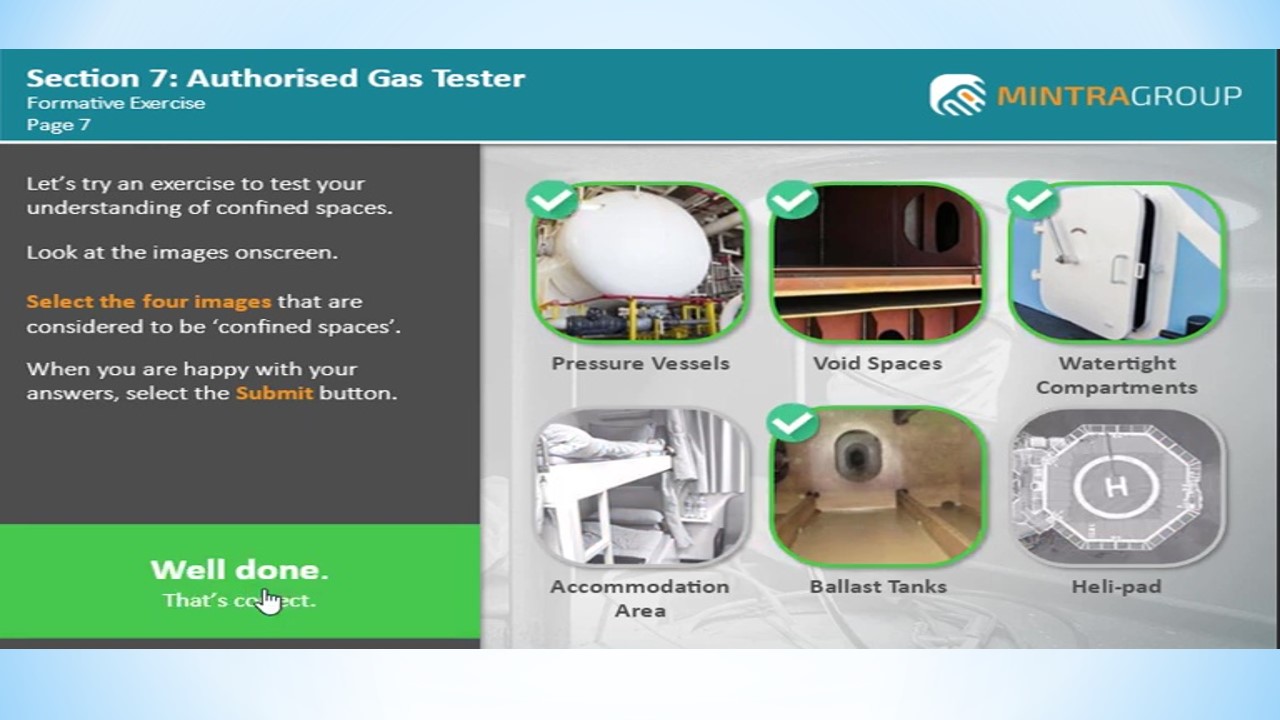 Section 7: Authorised Gas Tester
Formative Exercise
Page 7
MINTRAGROUP
Let's try an exercise to test your
understanding of confined spaces.
Look at the images onscreen.
Select the four images that are
considered to be ‘confined spaces’.
When you are happy with your
answers, select the Submit button.
Well done.
That's
Pressure Vessels
Void Spaces
Watertight
Compartments
Accommodation
Area
Ballast Tanks
H
Heli-pad